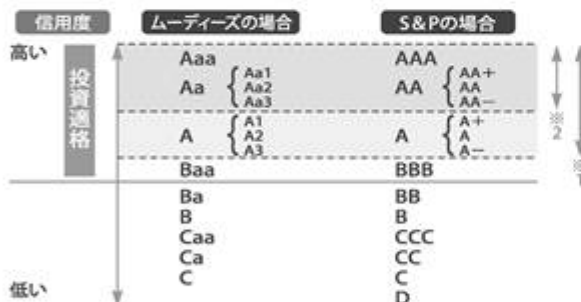 信用度 ムーディーズの場合 S&Pの場合
高い
投資適格
Aaa AAA
Aa { Aa1 Aa2 Aa3 AA { AA+ AA AA−
※2
A { A1 A2 A3 A { A+ A A−
※1
Baa BBB
Ba BB
B B
Caa CCC
Ca CC
C C
低い D